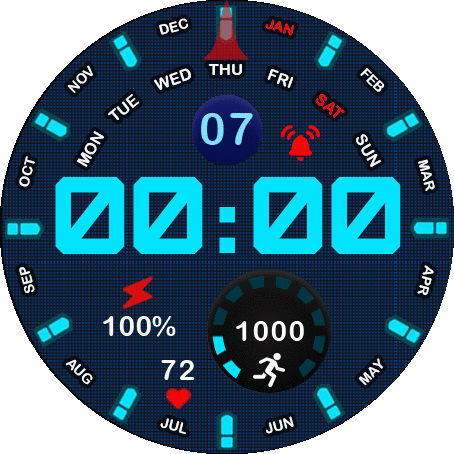 DEC
JAN
NOV
FEB
OCT
MAR
SEP
APR
AUG
MAY
JUL
JUN
MON
TUE
WED
THU
FRI
SAT
SUN
07
00:00
100%
1000
72